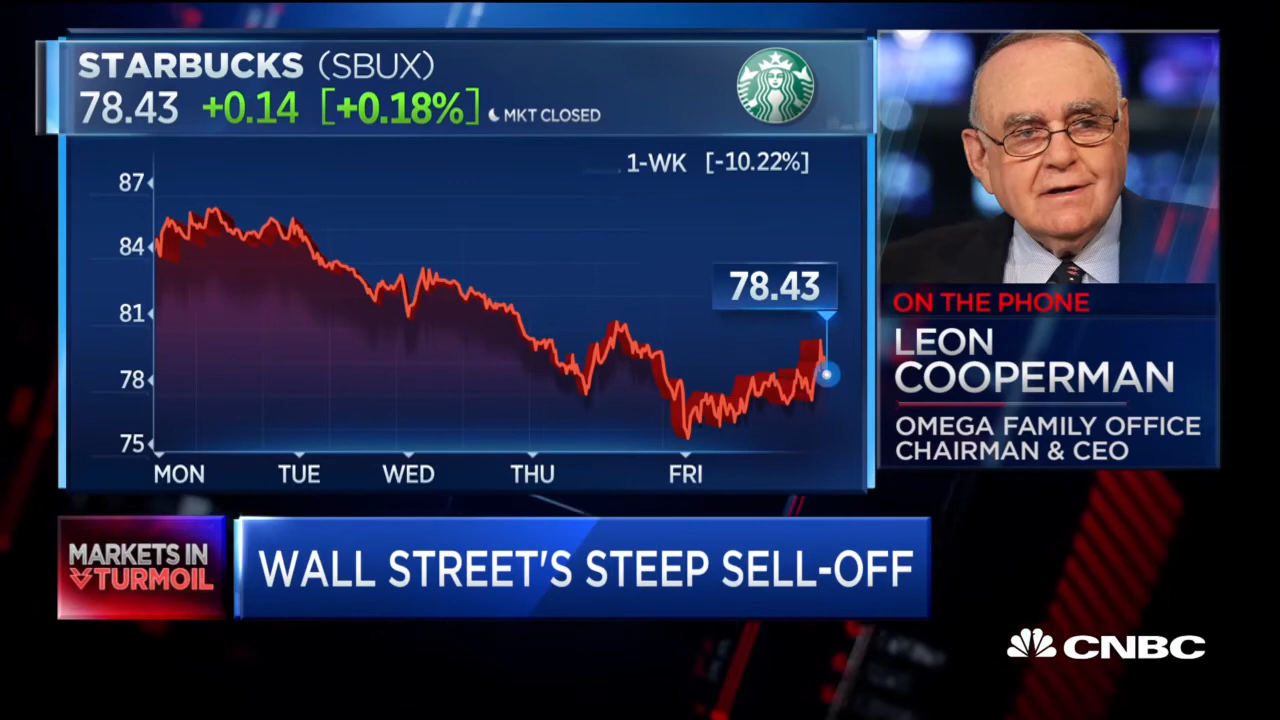 STARBUCKS (SBUX)
78.43 +0.14 [+0.18%] MKT CLOSED
1-WK [-10.22%]
87
84
81
78
75
78.43
MON TUE WED THU FRI
ON THE PHONE
LEON
COOPERMAN
OMEGA FAMILY OFFICE
CHAIRMAN & CEO
MARKETS IN
TURMOIL
WALL STREET'S STEEP SELL-OFF
CNBC